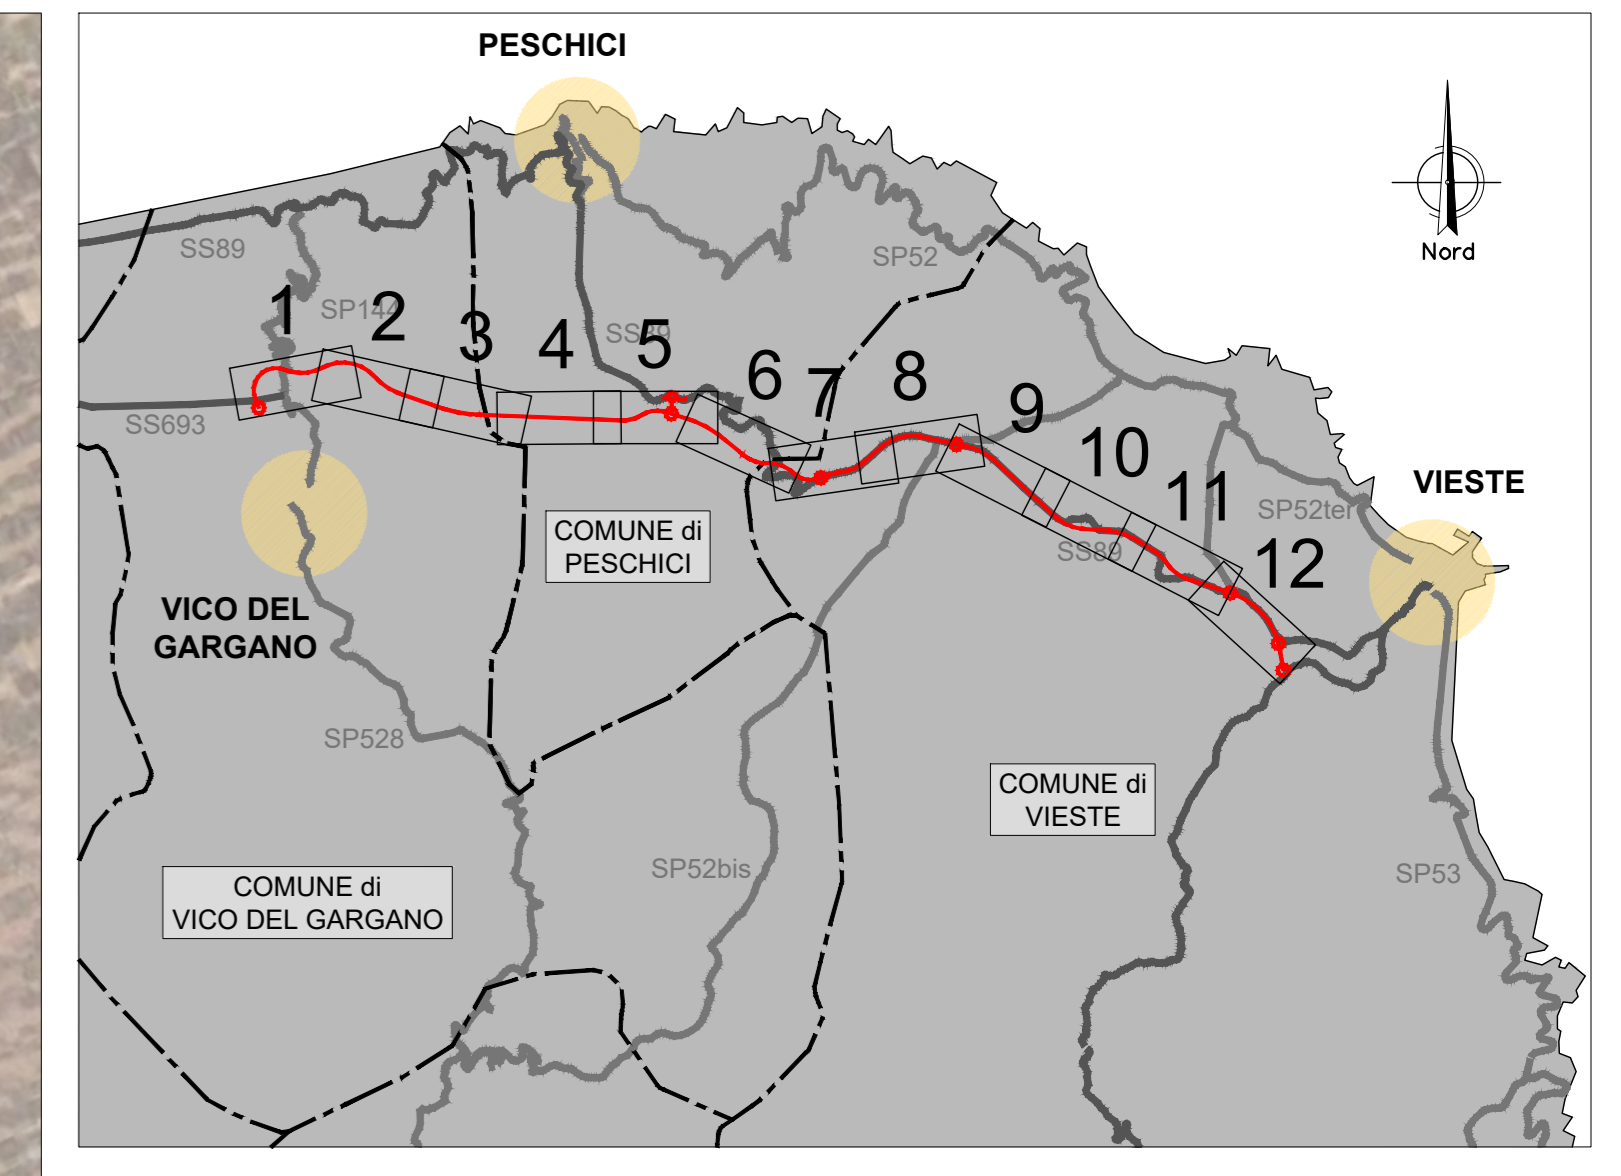 PESCHICI
Nord
SS89
SP52
SP144
SS89
1
2
3
4
5
6
7
8
9
10
11
12
SS693
VIESTE
SP52ter
COMUNE di
PESCHICI
SS89
VICO DEL
GARGANO
SP528
COMUNE di
VIESTE
SP52bis
SP53
COMUNE di
VICO DEL GARGANO